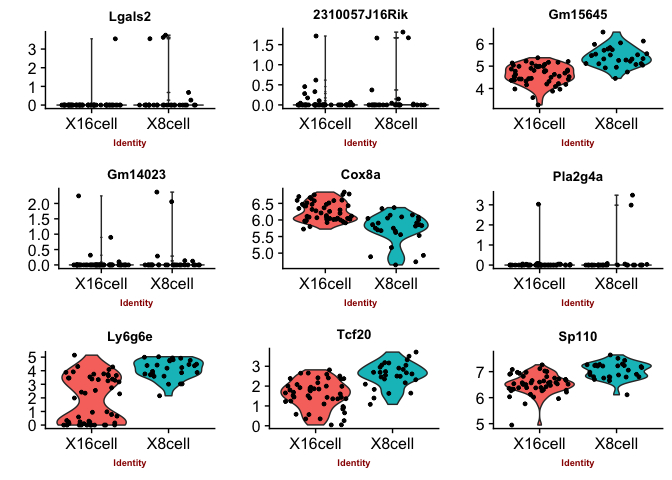 Lgals2 2310057J16Rik Gm15645
3 2 1 0
1.5 1.0 0.5 0.0
6 5 4
X16cell X8cell X16cell X8cell X16cell X8cell
Identity Identity Identity
Gm14023 Cox8a Pla2g4a
2.0 1.5 1.0 0.5 0.0
6.5 6.0 5.5 5.0
3 2 1 0
X16cell X8cell X16cell X8cell X16cell X8cell
Identity Identity Identity
Ly6g6e Tcf20 Sp110
5 4 3 2 1 0
3 2 1 0
7 6 5
X16cell X8cell X16cell X8cell X16cell X8cell
Identity Identity Identity